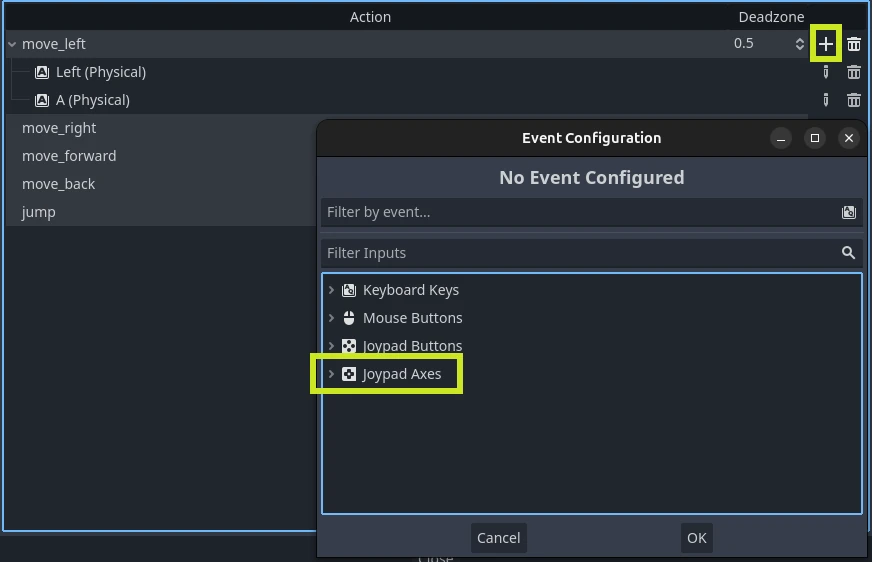 Action Deadzone
move_left 0.5
Left (Physical)
A (Physical)
move_right
move_forward
move_back
jump
Event Configuration
No Event Configured
Filter by event...
Filter Inputs
Keyboard Keys
Mouse Buttons
Joypad Buttons
Joypad Axes
Cancel OK
Close